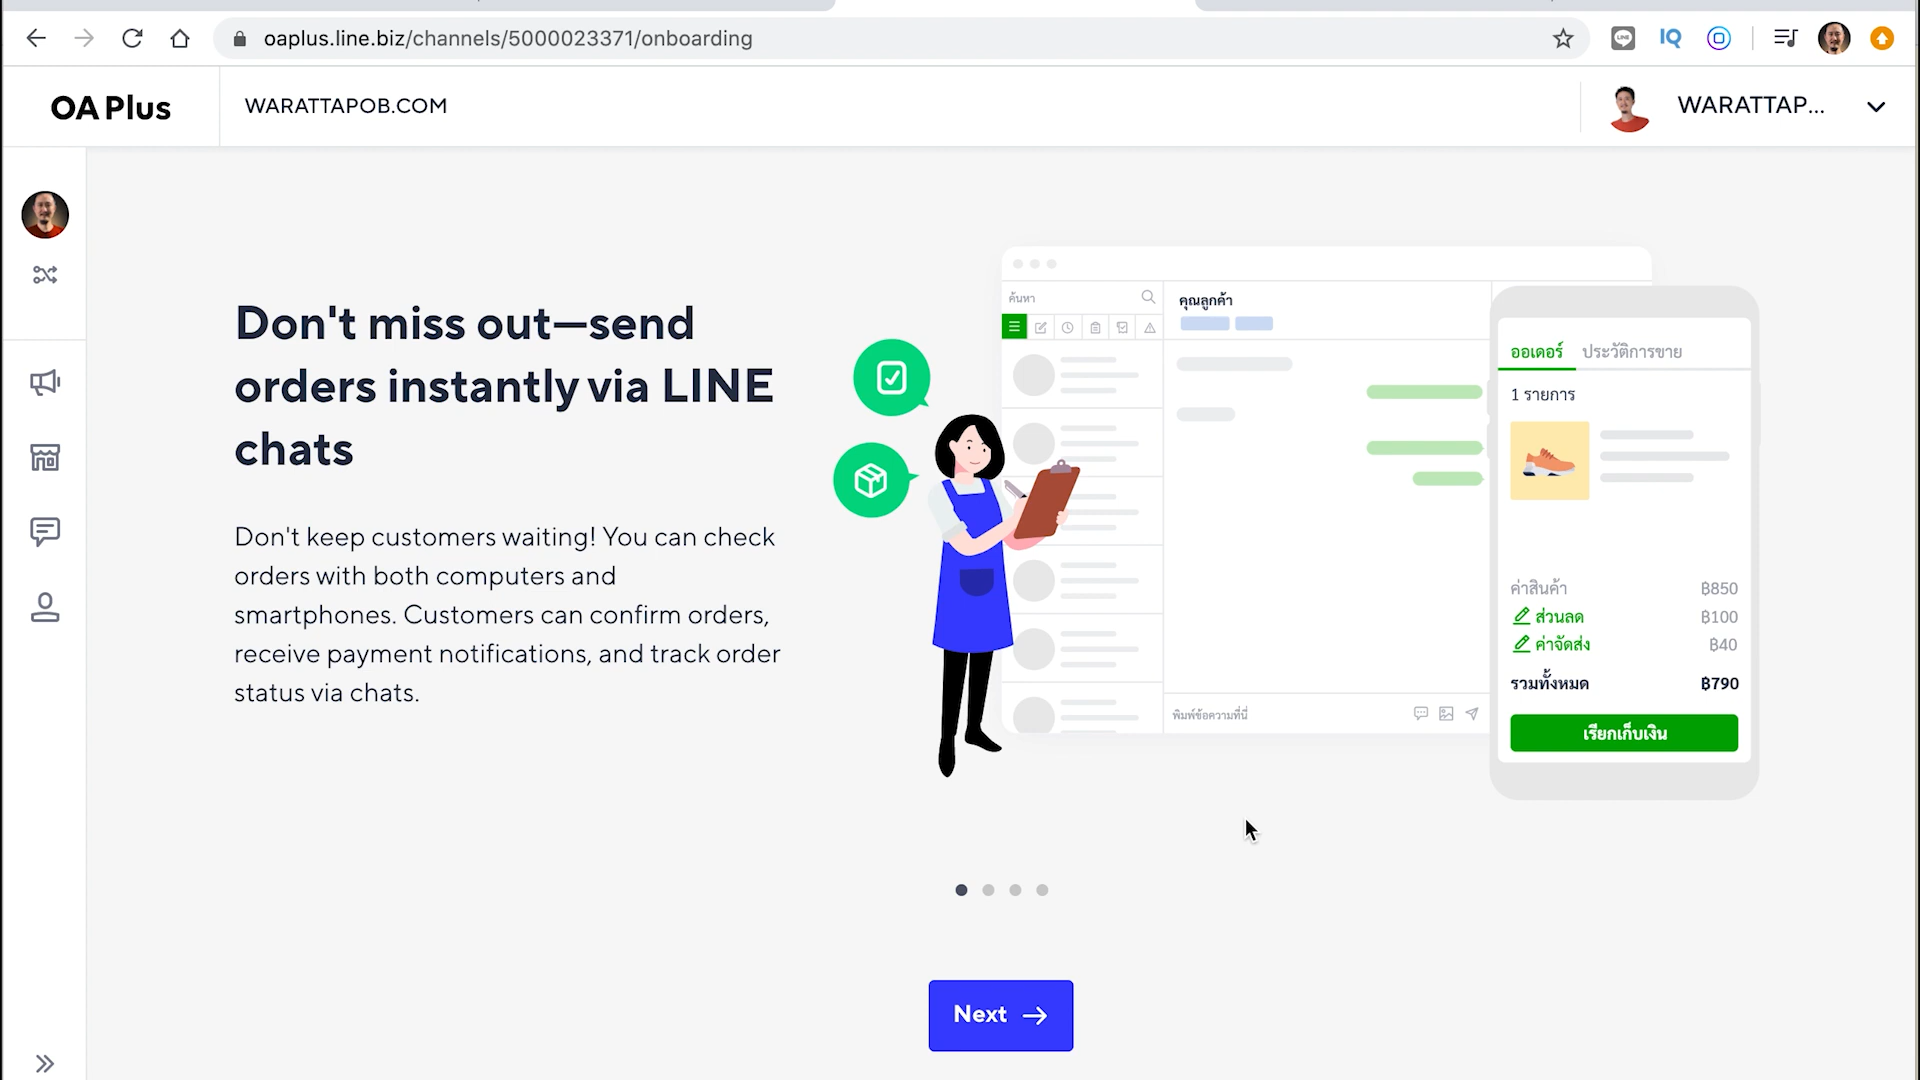 oaplus.line.biz/channels/5000023371/onboarding
IQ
OA Plus
WARATTAPOB.COM
WARATTAP...
Don't miss out—send
orders instantly via LINE
chats
Don't keep customers waiting! You can check
orders with both computers and
smartphones. Customers can confirm orders,
receive payment notifications, and track order
status via chats.
ค้นหา
คุณลูกค้า
พิมพ์ข้อความที่นี่
ออเดอร์ ประวัติการขาย
1 รายการ
ค่าสินค้า ฿850
ส่วนลด ฿100
ค่าจัดส่ง ฿40
รวมทั้งหมด ฿790
เรียกเก็บเงิน
Next